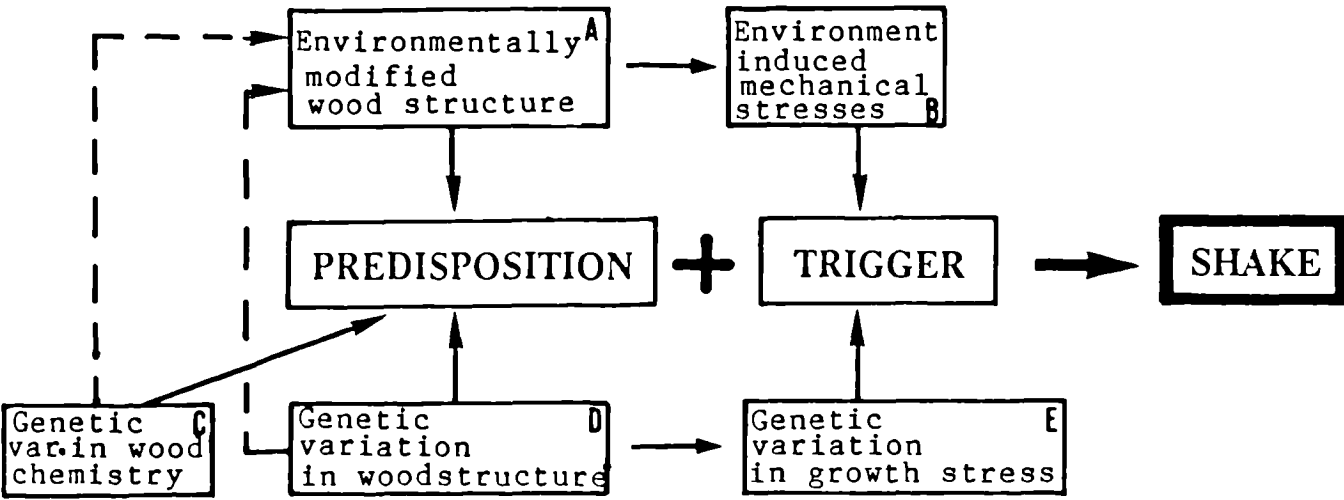 Environmentally A
modified
wood structure
Environment
induced
mechanical
stresses B
PREDISPOSITION + TRIGGER SHAKE
Genetic C
var.in wood
chemistry
Genetic D
variation
in woodstructure
Genetic E
variation
in growth stress